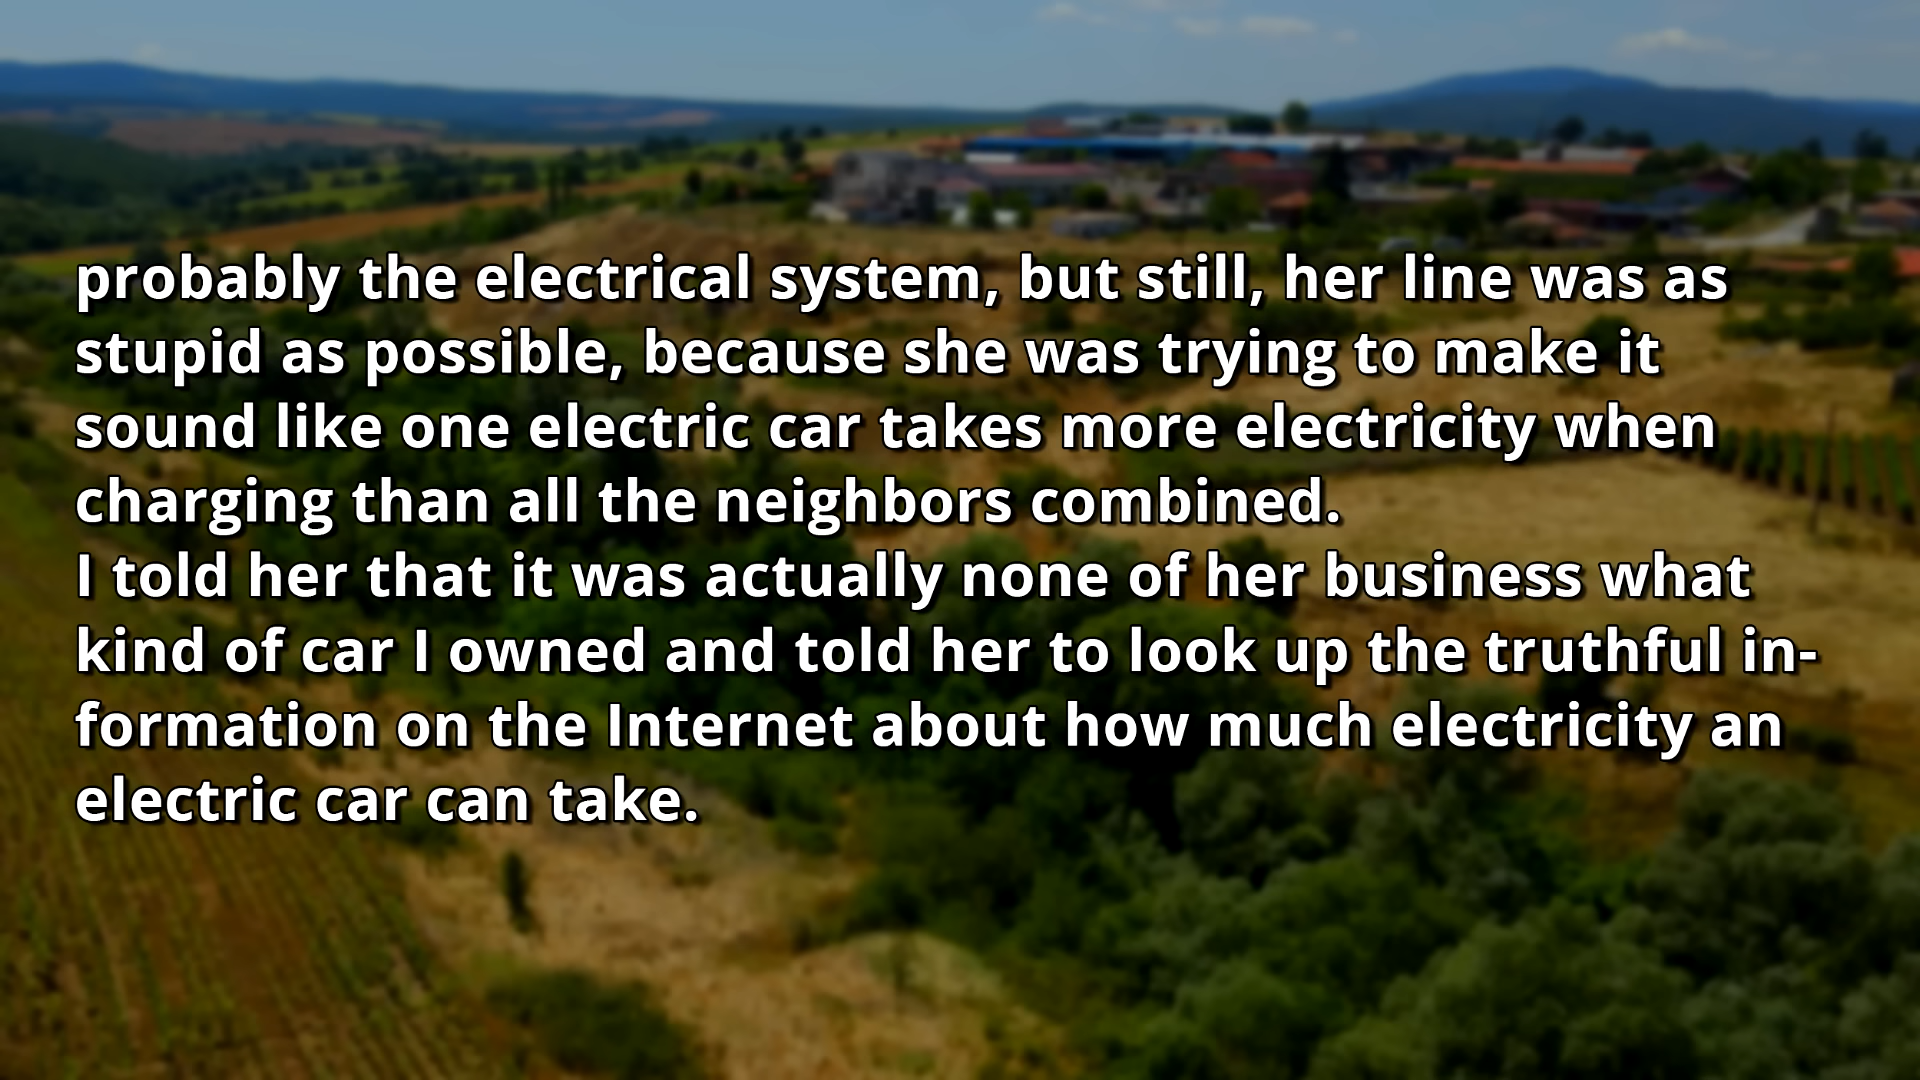 probably the electrical system, but still, her line was as
stupid as possible, because she was trying to make it
sound like one electric car takes more electricity when
charging than all the neighbors combined.
I told her that it was actually none of her business what
kind of car I owned and told her to look up the truthful in-
formation on the Internet about how much electricity an
electric car can take.